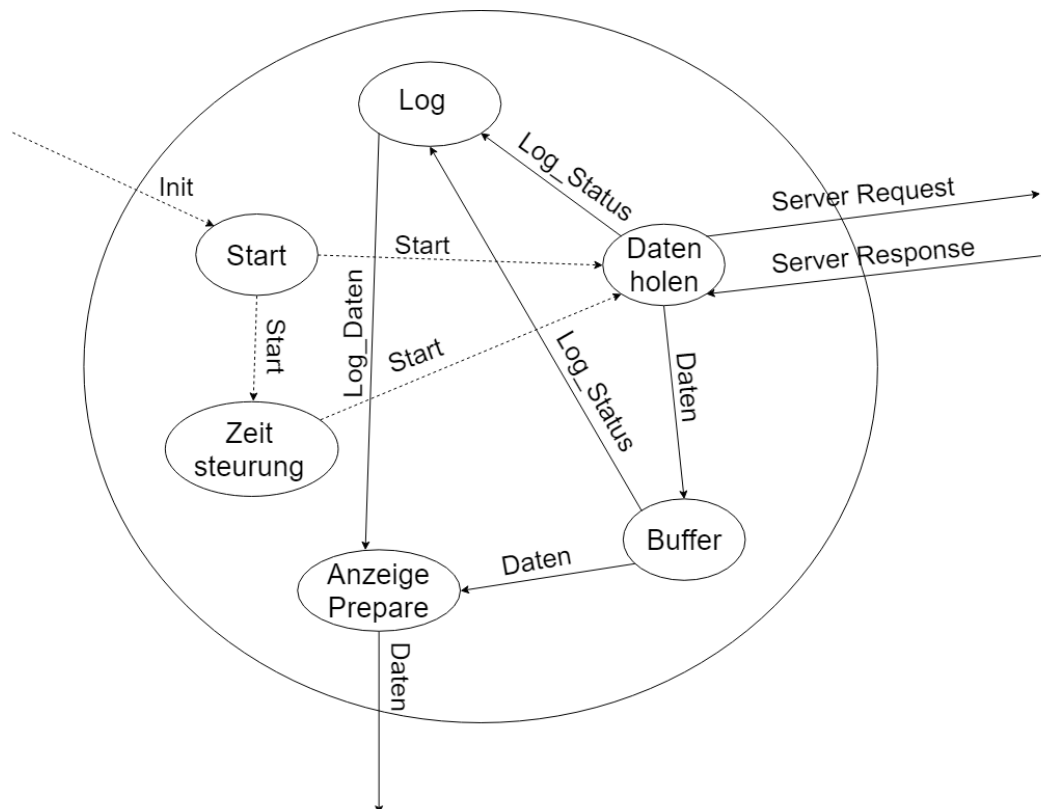 Log
Log_Status
Init
Server Request
Start
Start
Daten
holen
Server Response
Start
Log_Daten
Start
Log_Status
Daten
Zeit
steurung
Buffer
Daten
Anzeige
Prepare
Daten